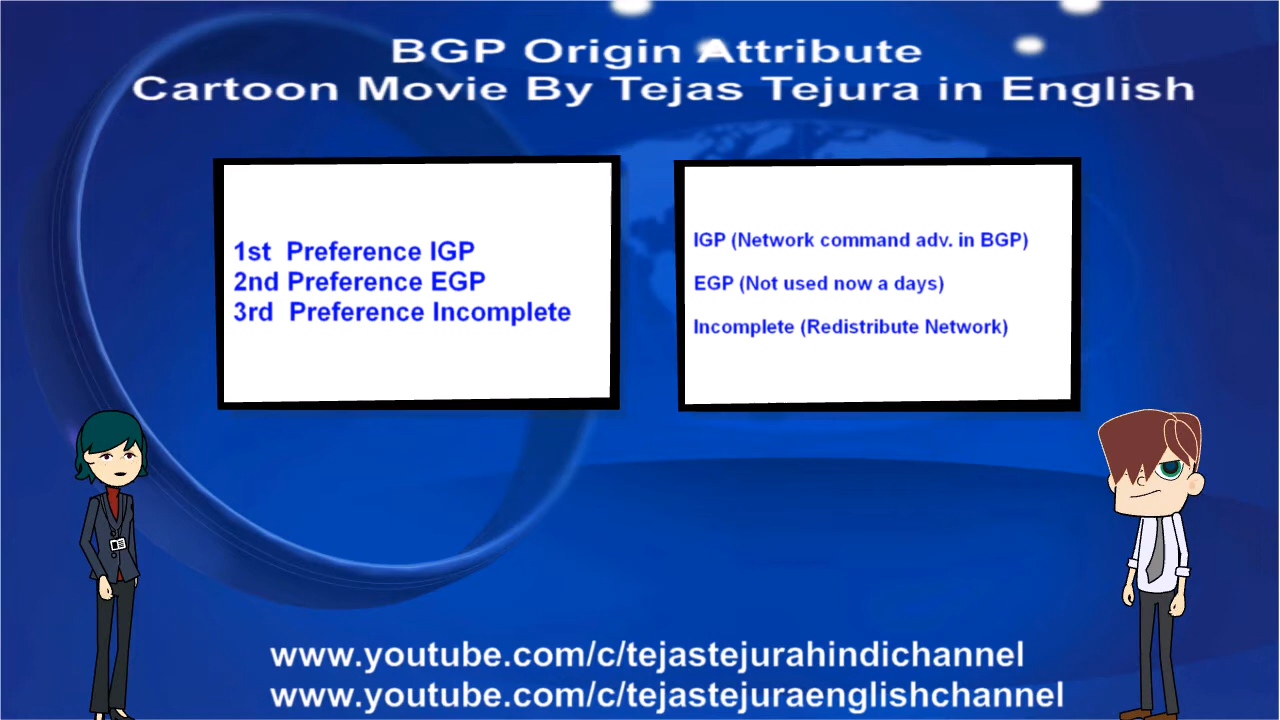 BGP Origin Attribute
Cartoon Movie By Tejas Tejura in English
1st Preference IGP
2nd Preference EGP
3rd Preference Incomplete
IGP (Network command adv. in BGP)
EGP (Not used now a days)
Incomplete (Redistribute Network)
www.youtube.com/c/tejastejurahindichannel
www.youtube.com/c/tejastejuraenglishchannel